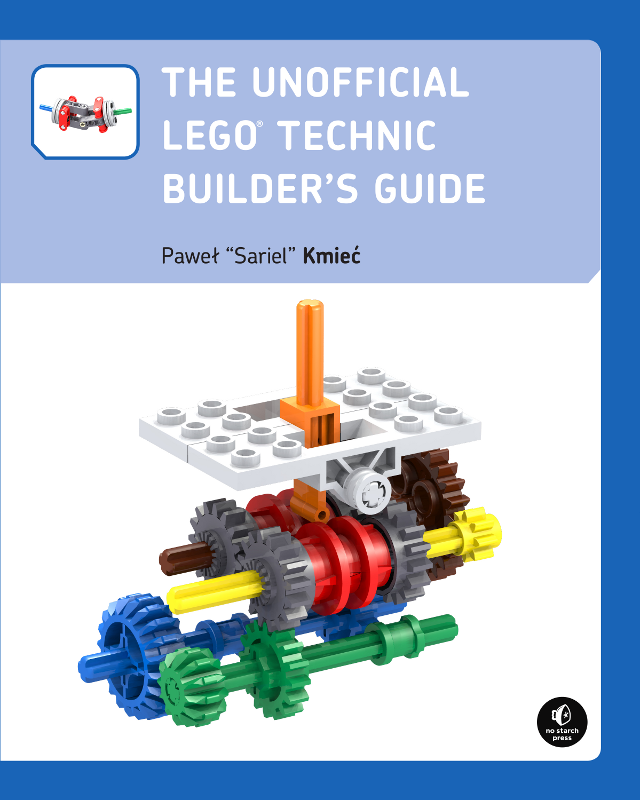 THE UNOFFICIAL
LEGO® TECHNIC
BUILDER’S GUIDE
Paweł “Sariel” Kmieć
no starch
press